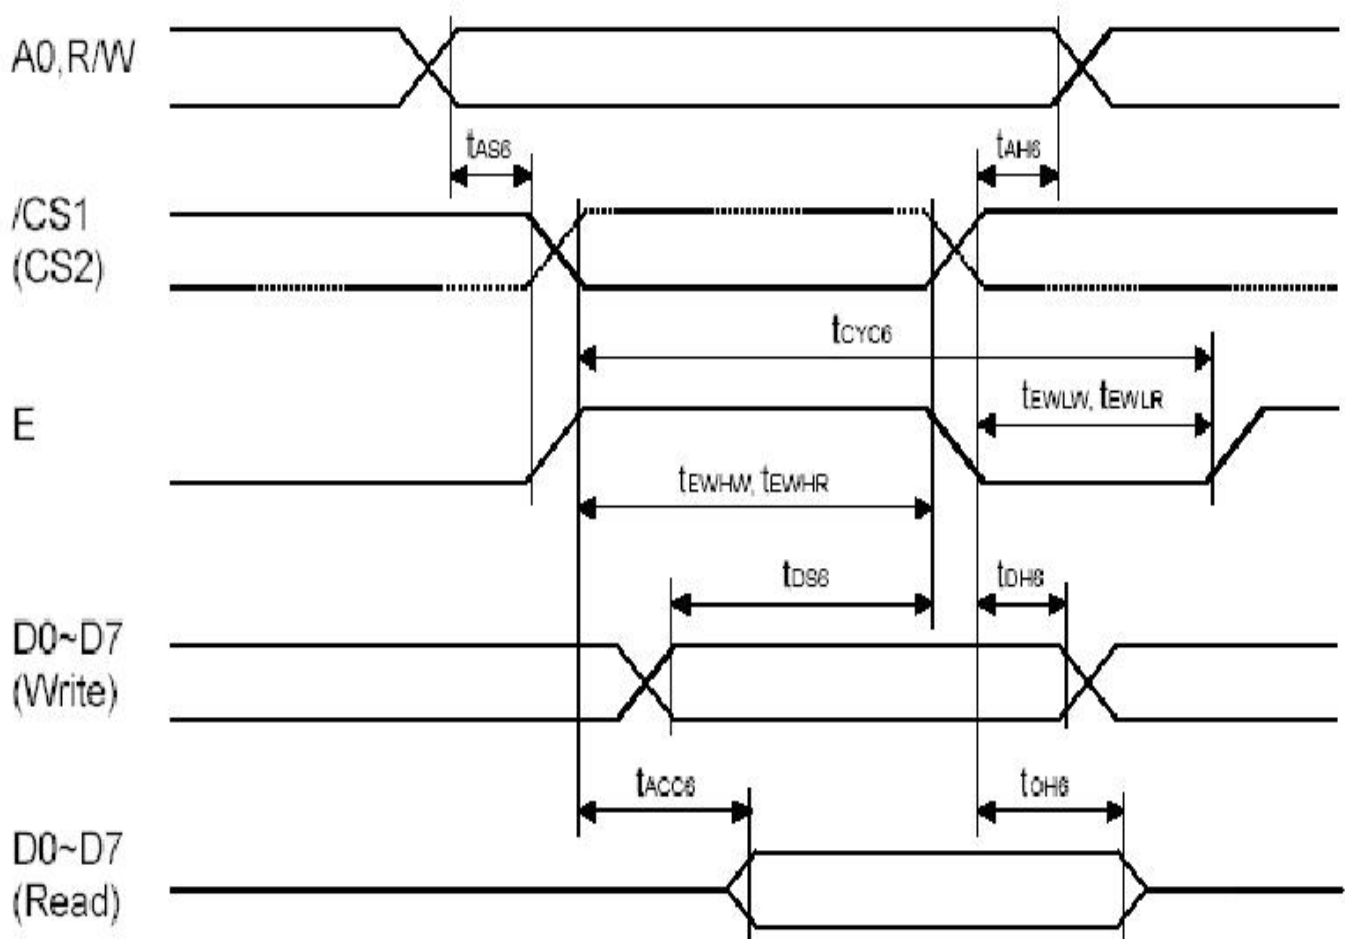 A0,R/W
tAS6
tAH6
/CS1
(CS2)
tCYC6
tEWLW, tEWLR
E
tEWHW, tEWHR
tDS6
tDH6
D0~D7
(Write)
tACC6
tOH6
D0~D7
(Read)